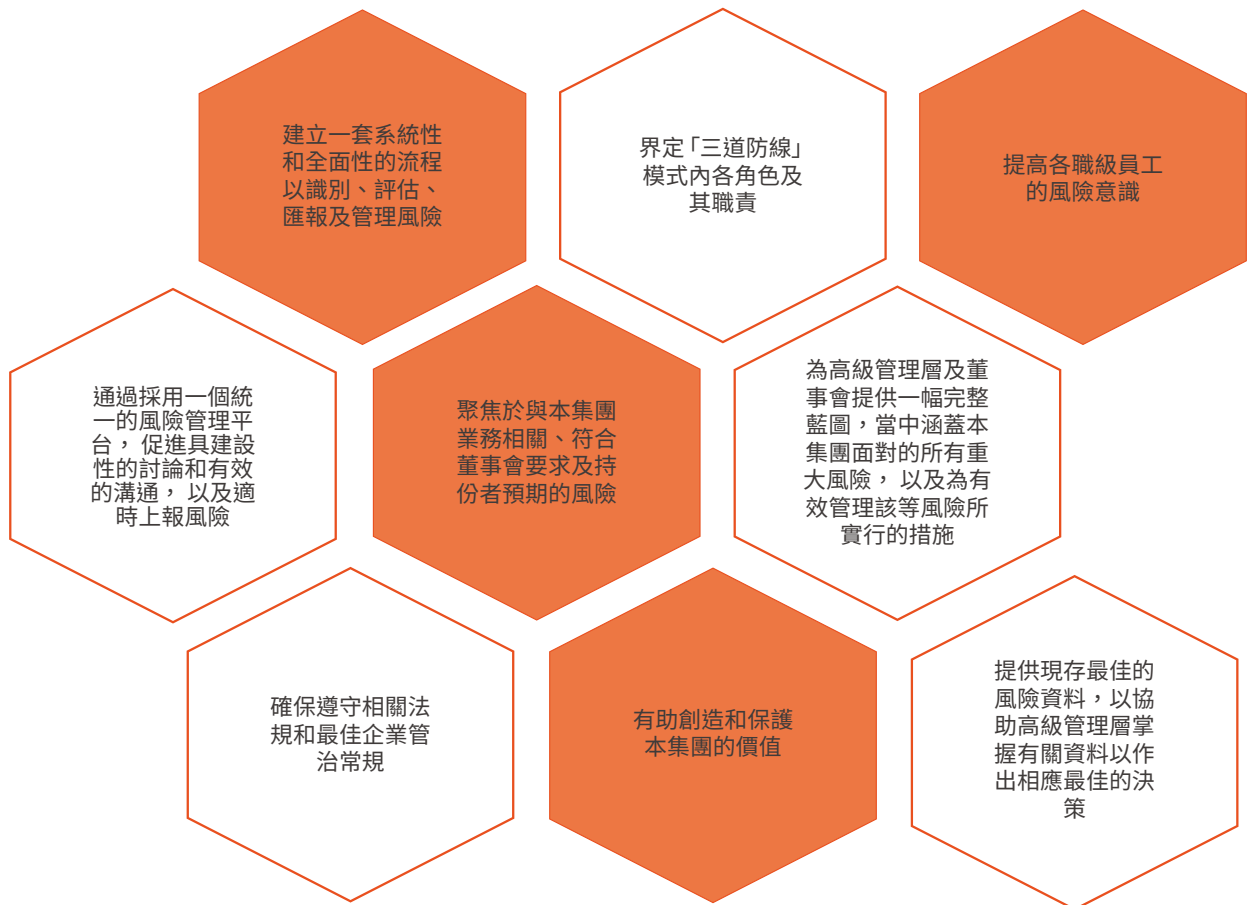 建立一套系統性
和全面性的流程
以識別、評估、
匯報及管理風險
界定「三道防線」
模式內各角色及
其職責
提高各職級員工
的風險意識
通過採用一個統
一的風險管理平
台， 促進具建設
性的討論和有效
的溝通， 以及適
時上報風險
聚焦於與本集團
業務相關、符合
董事會要求及持
份者預期的風險
為高級管理層及董
事會提供一幅完整
藍圖，當中涵蓋本
集團面對的所有重
大風險， 以及為有
效管理該等風險所
實行的措施
確保遵守相關法
規和最佳企業管
治常規
有助創造和保護
本集團的價值
提供現存最佳的
風險資料，以協
助高級管理層掌
握有關資料以作
出相應最佳的決
策